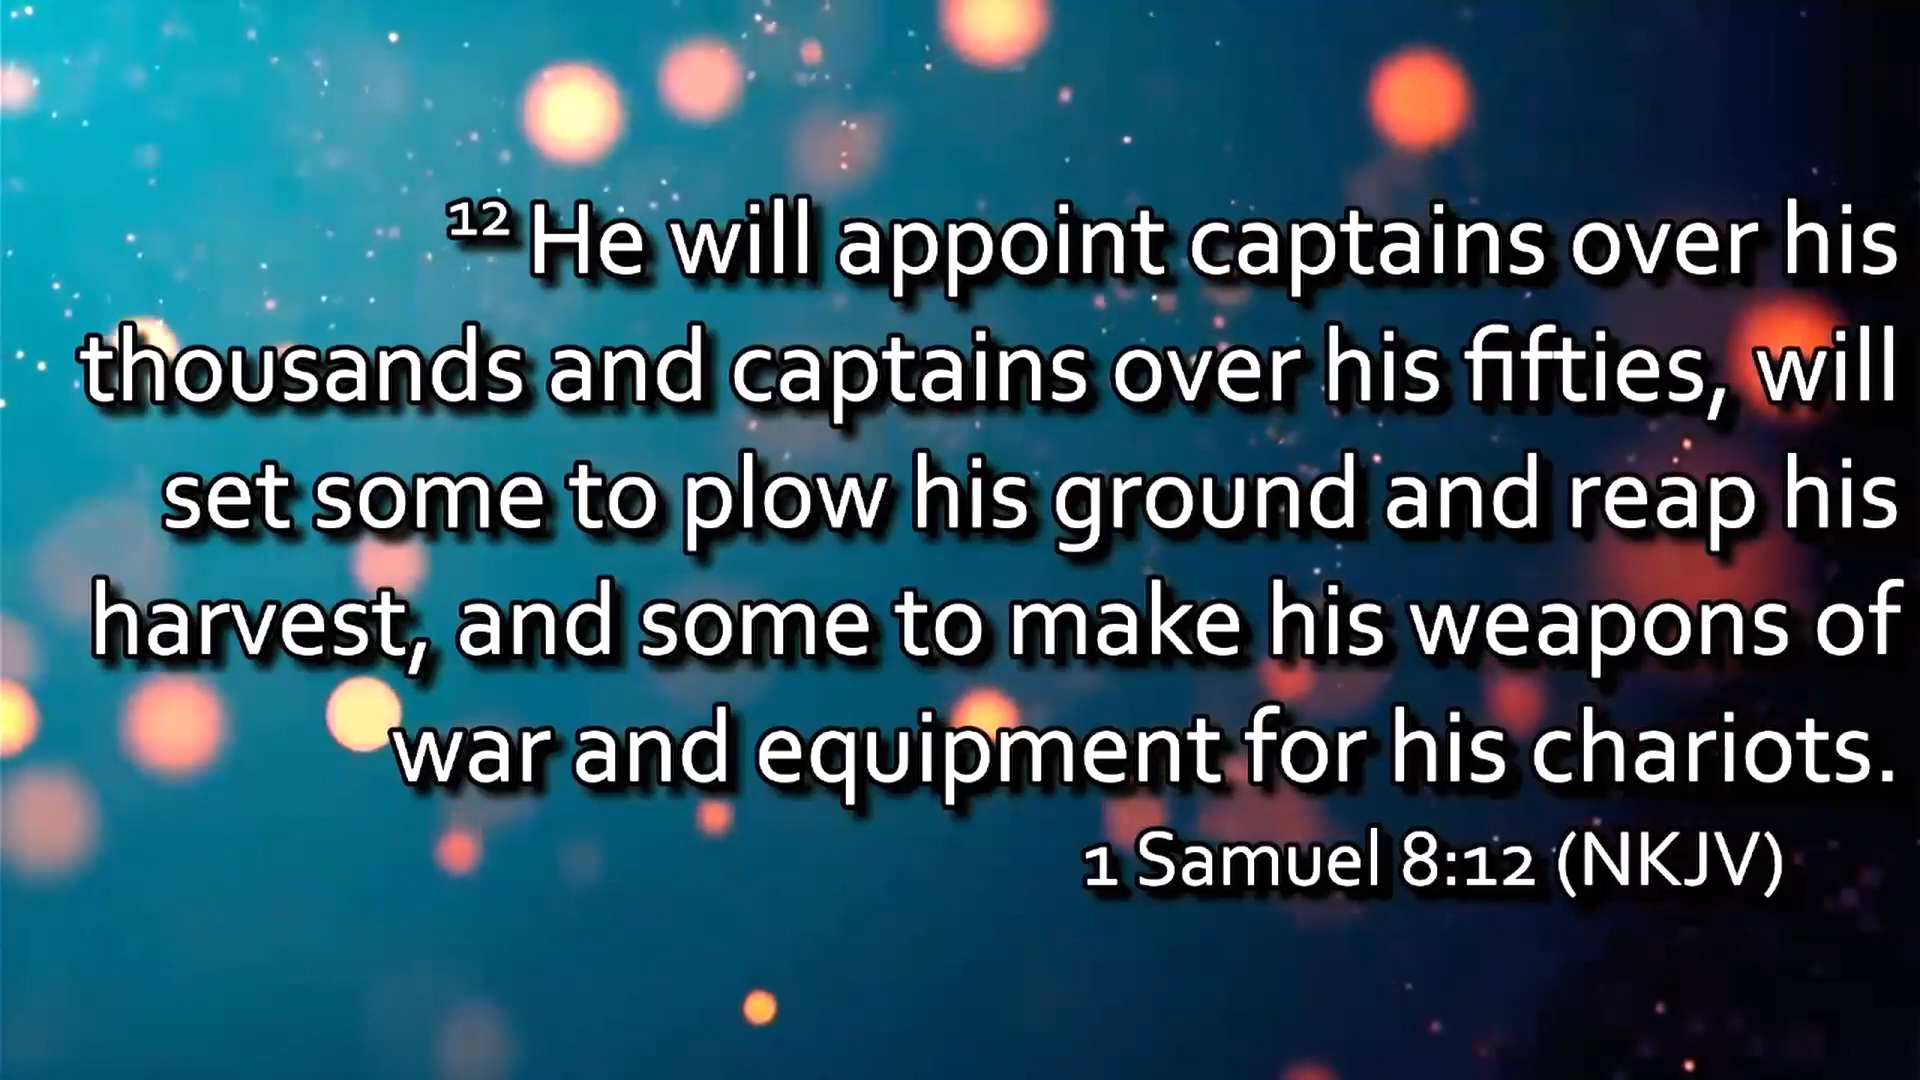 12 He will appoint captains over his
thousands and captains over his fifties, will
set some to plow his ground and reap his
harvest, and some to make his weapons of
war and equipment for his chariots.
1 Samuel 8:12 (NKJV)